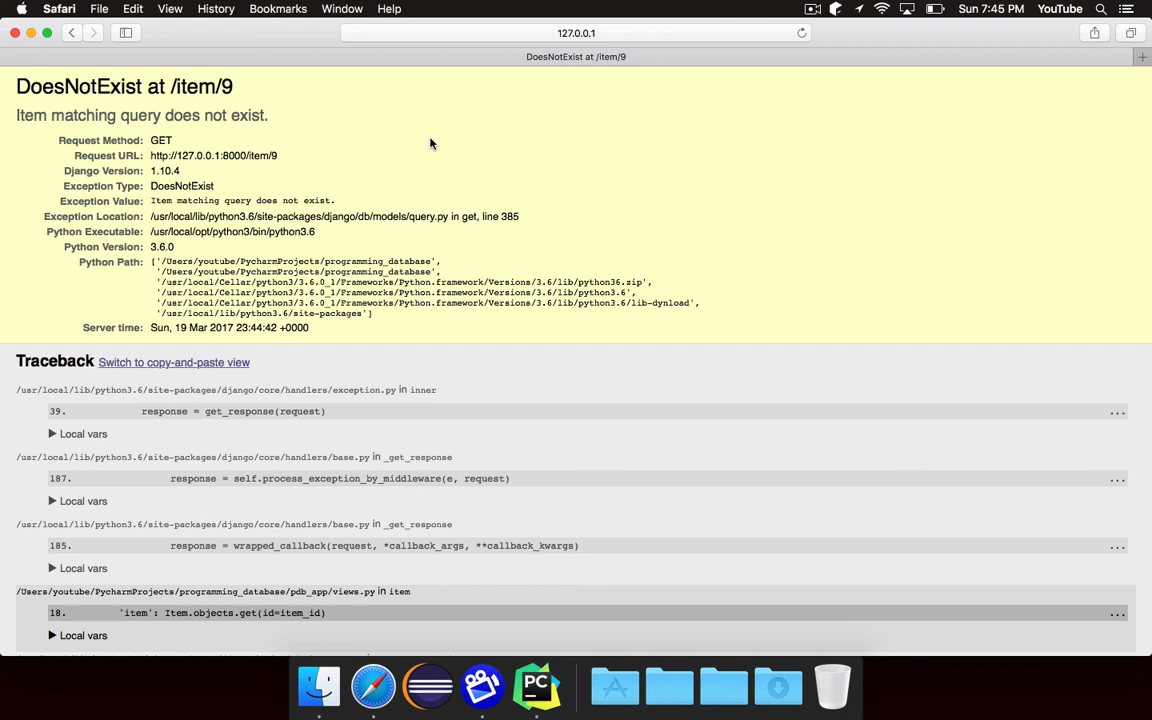 Safari File Edit View History Bookmarks Window Help Sun 7:45 PM YouTube
127.0.0.1
DoesNotExist at /item/9
DoesNotExist at /item/9
Item matching query does not exist.
Request Method: GET
Request URL: http://127.0.0.1:8000/item/9
Django Version: 1.10.4
Exception Type: DoesNotExist
Exception Value: Item matching query does not exist.
Exception Location: /usr/local/lib/python3.6/site-packages/django/db/models/query.py in get, line 385
Python Executable: /usr/local/opt/python3/bin/python3.6
Python Version: 3.6.0
Python Path: ['/Users/youtube/PycharmProjects/programming_database',
'/Users/youtube/PycharmProjects/programming_database',
'/usr/local/Cellar/python3/3.6.0_1/Frameworks/Python.framework/Versions/3.6/lib/python36.zip',
'/usr/local/Cellar/python3/3.6.0_1/Frameworks/Python.framework/Versions/3.6/lib/python3.6',
'/usr/local/Cellar/python3/3.6.0_1/Frameworks/Python.framework/Versions/3.6/lib/python3.6/lib-dynload',
'/usr/local/lib/python3.6/site-packages']
Server time: Sun, 19 Mar 2017 23:44:42 +0000
Traceback Switch to copy-and-paste view
/usr/local/lib/python3.6/site-packages/django/core/handlers/exception.py in inner
39. response = get_response(request) ...
▶ Local vars
/usr/local/lib/python3.6/site-packages/django/core/handlers/base.py in _get_response
187. response = self.process_exception_by_middleware(e, request) ...
▶ Local vars
/usr/local/lib/python3.6/site-packages/django/core/handlers/base.py in _get_response
185. response = wrapped_callback(request, *callback_args, **callback_kwargs) ...
▶ Local vars
/Users/youtube/PycharmProjects/programming_database/pdb_app/views.py in item
18. 'item': Item.objects.get(id=item_id) ...
▶ Local vars
PC